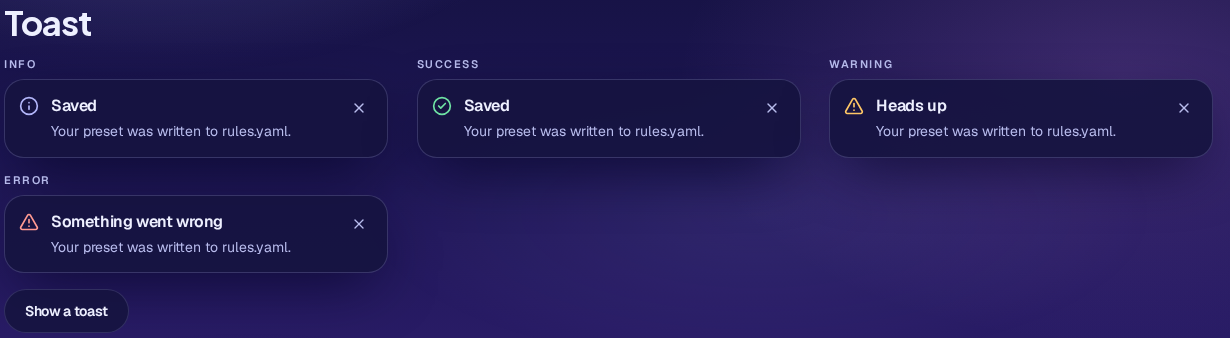 Toast
INFO
SUCCESS
WARNING
Saved
Your preset was written to rules.yaml.
Saved
Your preset was written to rules.yaml.
Heads up
Your preset was written to rules.yaml.
ERROR
Something went wrong
Your preset was written to rules.yaml.
Show a toast